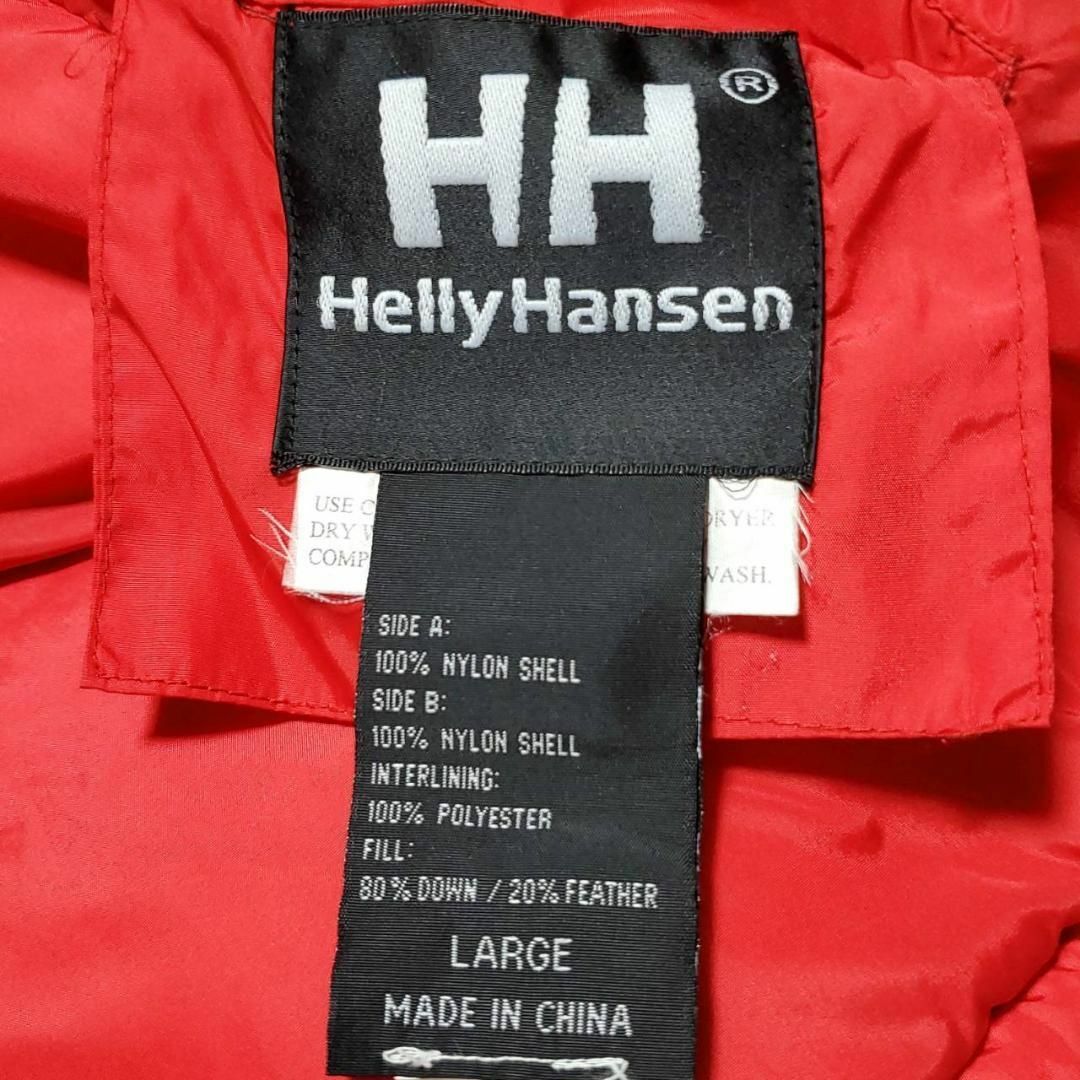 HH®
HellyHansen
USE
DRY
DRYER
WASH.
SIDE A:
100% NYLON SHELL
SIDE B:
100% NYLON SHELL
INTERLINING:
100% POLYESTER
FILL:
80% DOWN / 20% FEATHER
LARGE
MADE IN CHINA